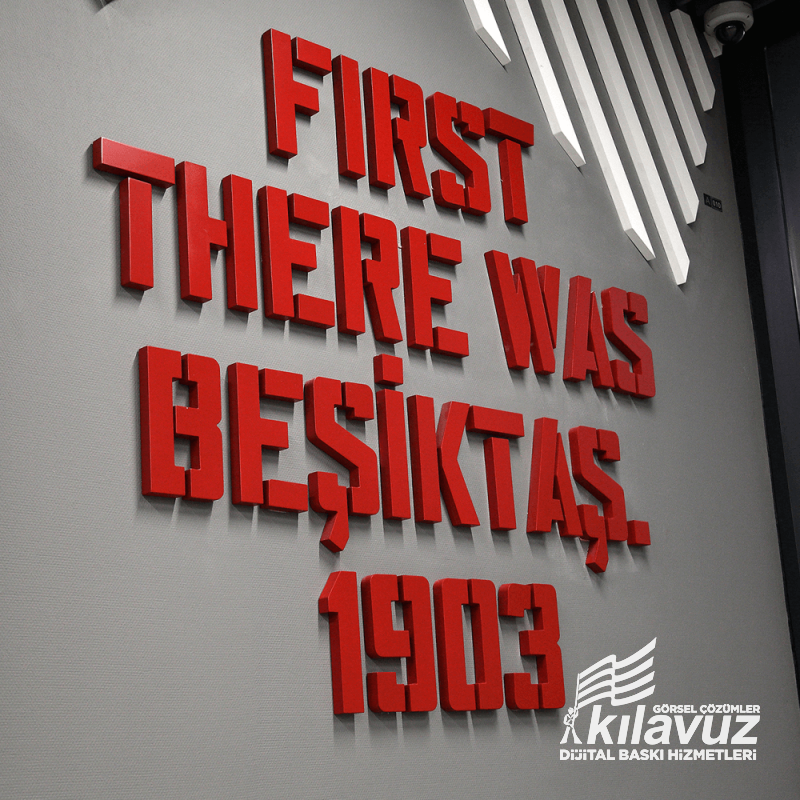 FIRST
THERE WAS
BEŞİKTAŞ.
1903
GÖRSEL ÇÖZÜMLER
kılavuz
DİJİTAL BASKI HİZMETLERİ